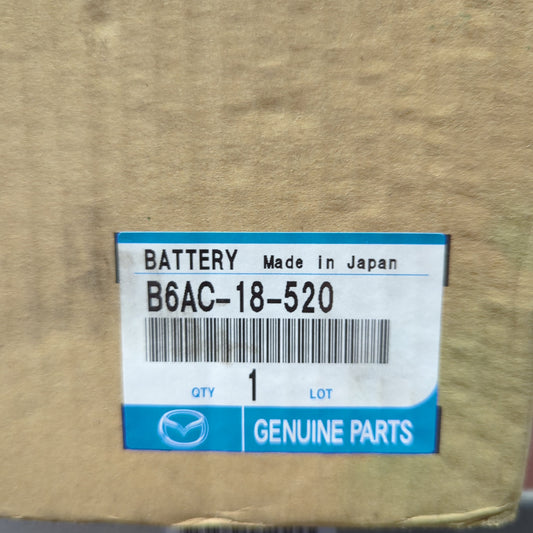 BATTERY Made in Japan
B6AC-18-520
QTY 1 LOT
GENUINE PARTS